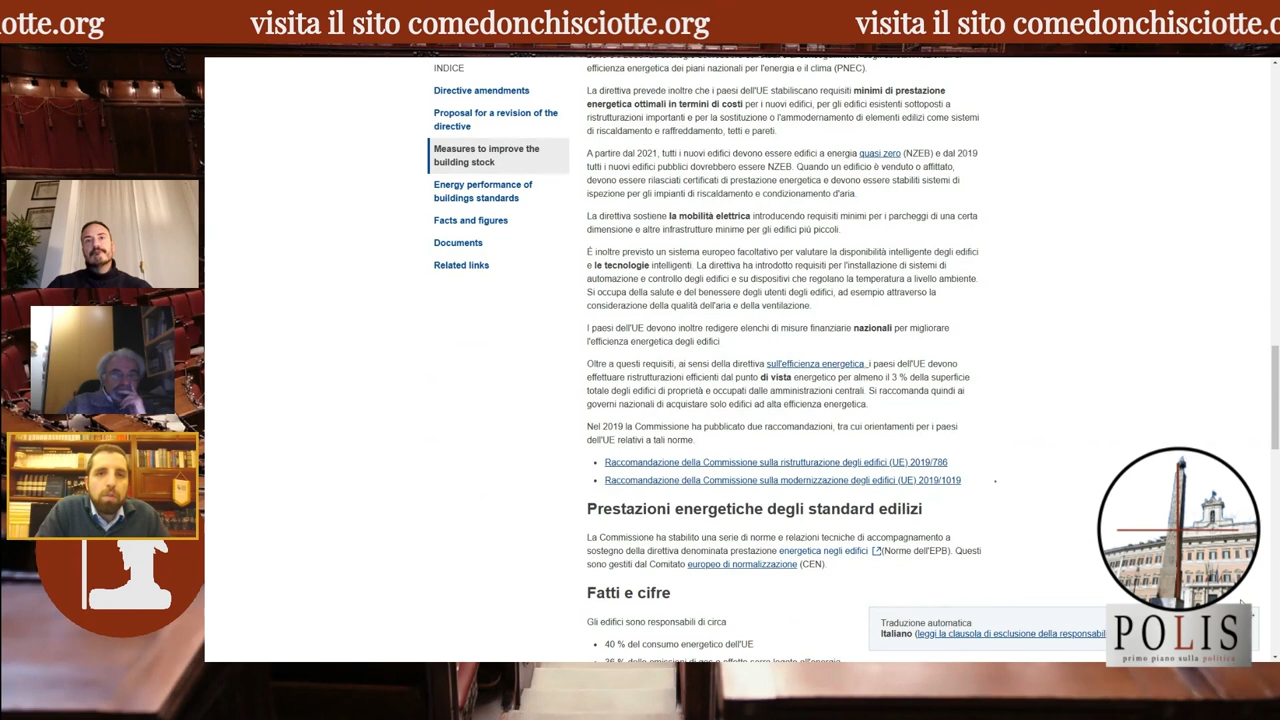 otte.org visita il sito comedonchisciotte.org visita il sito comedonchisciotte.o
INDICE
Directive amendments
Proposal for a revision of the
directive
Measures to improve the
building stock
Energy performance of
buildings standards
Facts and figures
Documents
Related links
efficienza energetica dei piani nazionali per l'energia e il clima (PNEC).
La direttiva prevede inoltre che i paesi dell'UE stabiliscano requisiti minimi di prestazione
energetica ottimali in termini di costi per i nuovi edifici, per gli edifici esistenti sottoposti a
ristrutturazioni importanti e per la sostituzione o l'ammodernamento di elementi edilizi come sistemi
di riscaldamento e raffreddamento, tetti e pareti.
A partire dal 2021, tutti i nuovi edifici devono essere edifici a energia quasi zero (NZEB) e dal 2019
tutti i nuovi edifici pubblici dovrebbero essere NZEB. Quando un edificio è venduto o affittato,
devono essere rilasciati certificati di prestazione energetica e devono essere stabiliti sistemi di
ispezione per gli impianti di riscaldamento e condizionamento d'aria.
La direttiva sostiene la mobilità elettrica introducendo requisiti minimi per i parcheggi di una certa
dimensione e altre infrastrutture minime per gli edifici più piccoli.
É inoltre previsto un sistema europeo facoltativo per valutare la disponibilità intelligente degli edifici
e le tecnologie intelligenti. La direttiva ha introdotto requisiti per l'installazione di sistemi di
automazione e controllo degli edifici e su dispositivi che regolano la temperatura a livello ambiente.
Si occupa della salute e del benessere degli utenti degli edifici, ad esempio attraverso la
considerazione della qualità dell'aria e della ventilazione.
I paesi dell'UE devono inoltre redigere elenchi di misure finanziarie nazionali per migliorare
l'efficienza energetica degli edifici
Oltre a questi requisiti, ai sensi della direttiva sull'efficienza energetica, i paesi dell'UE devono
effettuare ristrutturazioni efficienti dal punto di vista energetico per almeno il 3 % della superficie
totale degli edifici di proprietà e occupati dalle amministrazioni centrali. Si raccomanda quindi ai
governi nazionali di acquistare solo edifici ad alta efficienza energetica.
Nel 2019 la Commissione ha pubblicato due raccomandazioni, tra cui orientamenti per i paesi
dell'UE relativi a tali norme.
• Raccomandazione della Commissione sulla ristrutturazione degli edifici (UE) 2019/786
• Raccomandazione della Commissione sulla modernizzazione degli edifici (UE) 2019/1019
Prestazioni energetiche degli standard edilizi
La Commissione ha stabilito una serie di norme e relazioni tecniche di accompagnamento a
sostegno della direttiva denominata prestazione energetica negli edifici (Norme dell'EPB). Questi
sono gestiti dal Comitato europeo di normalizzazione (CEN).
Fatti e cifre
Gli edifici sono responsabili di circa
• 40 % del consumo energetico dell'UE
Traduzione automatica
Italiano (leggi la clausola di esclusione della responsabil
POLIS
primo piano sulla politica